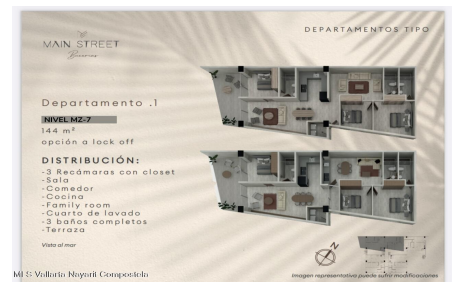 DEPARTAMENTOS TIPO
MAIN STREET
Bucerías
Departamento .1
NIVEL MZ-7
144 m²
opción a lock off
DISTRIBUCIÓN:
-3 Recámaras con closet
-Sala
-Comedor
-Cocina
-Family room
-Cuarto de lavado
-3 baños completos
-Terraza
Vista al mar
N
MLS Vallarta Nayarit Compostela
Imagen representativa puede sufrir modificaciones